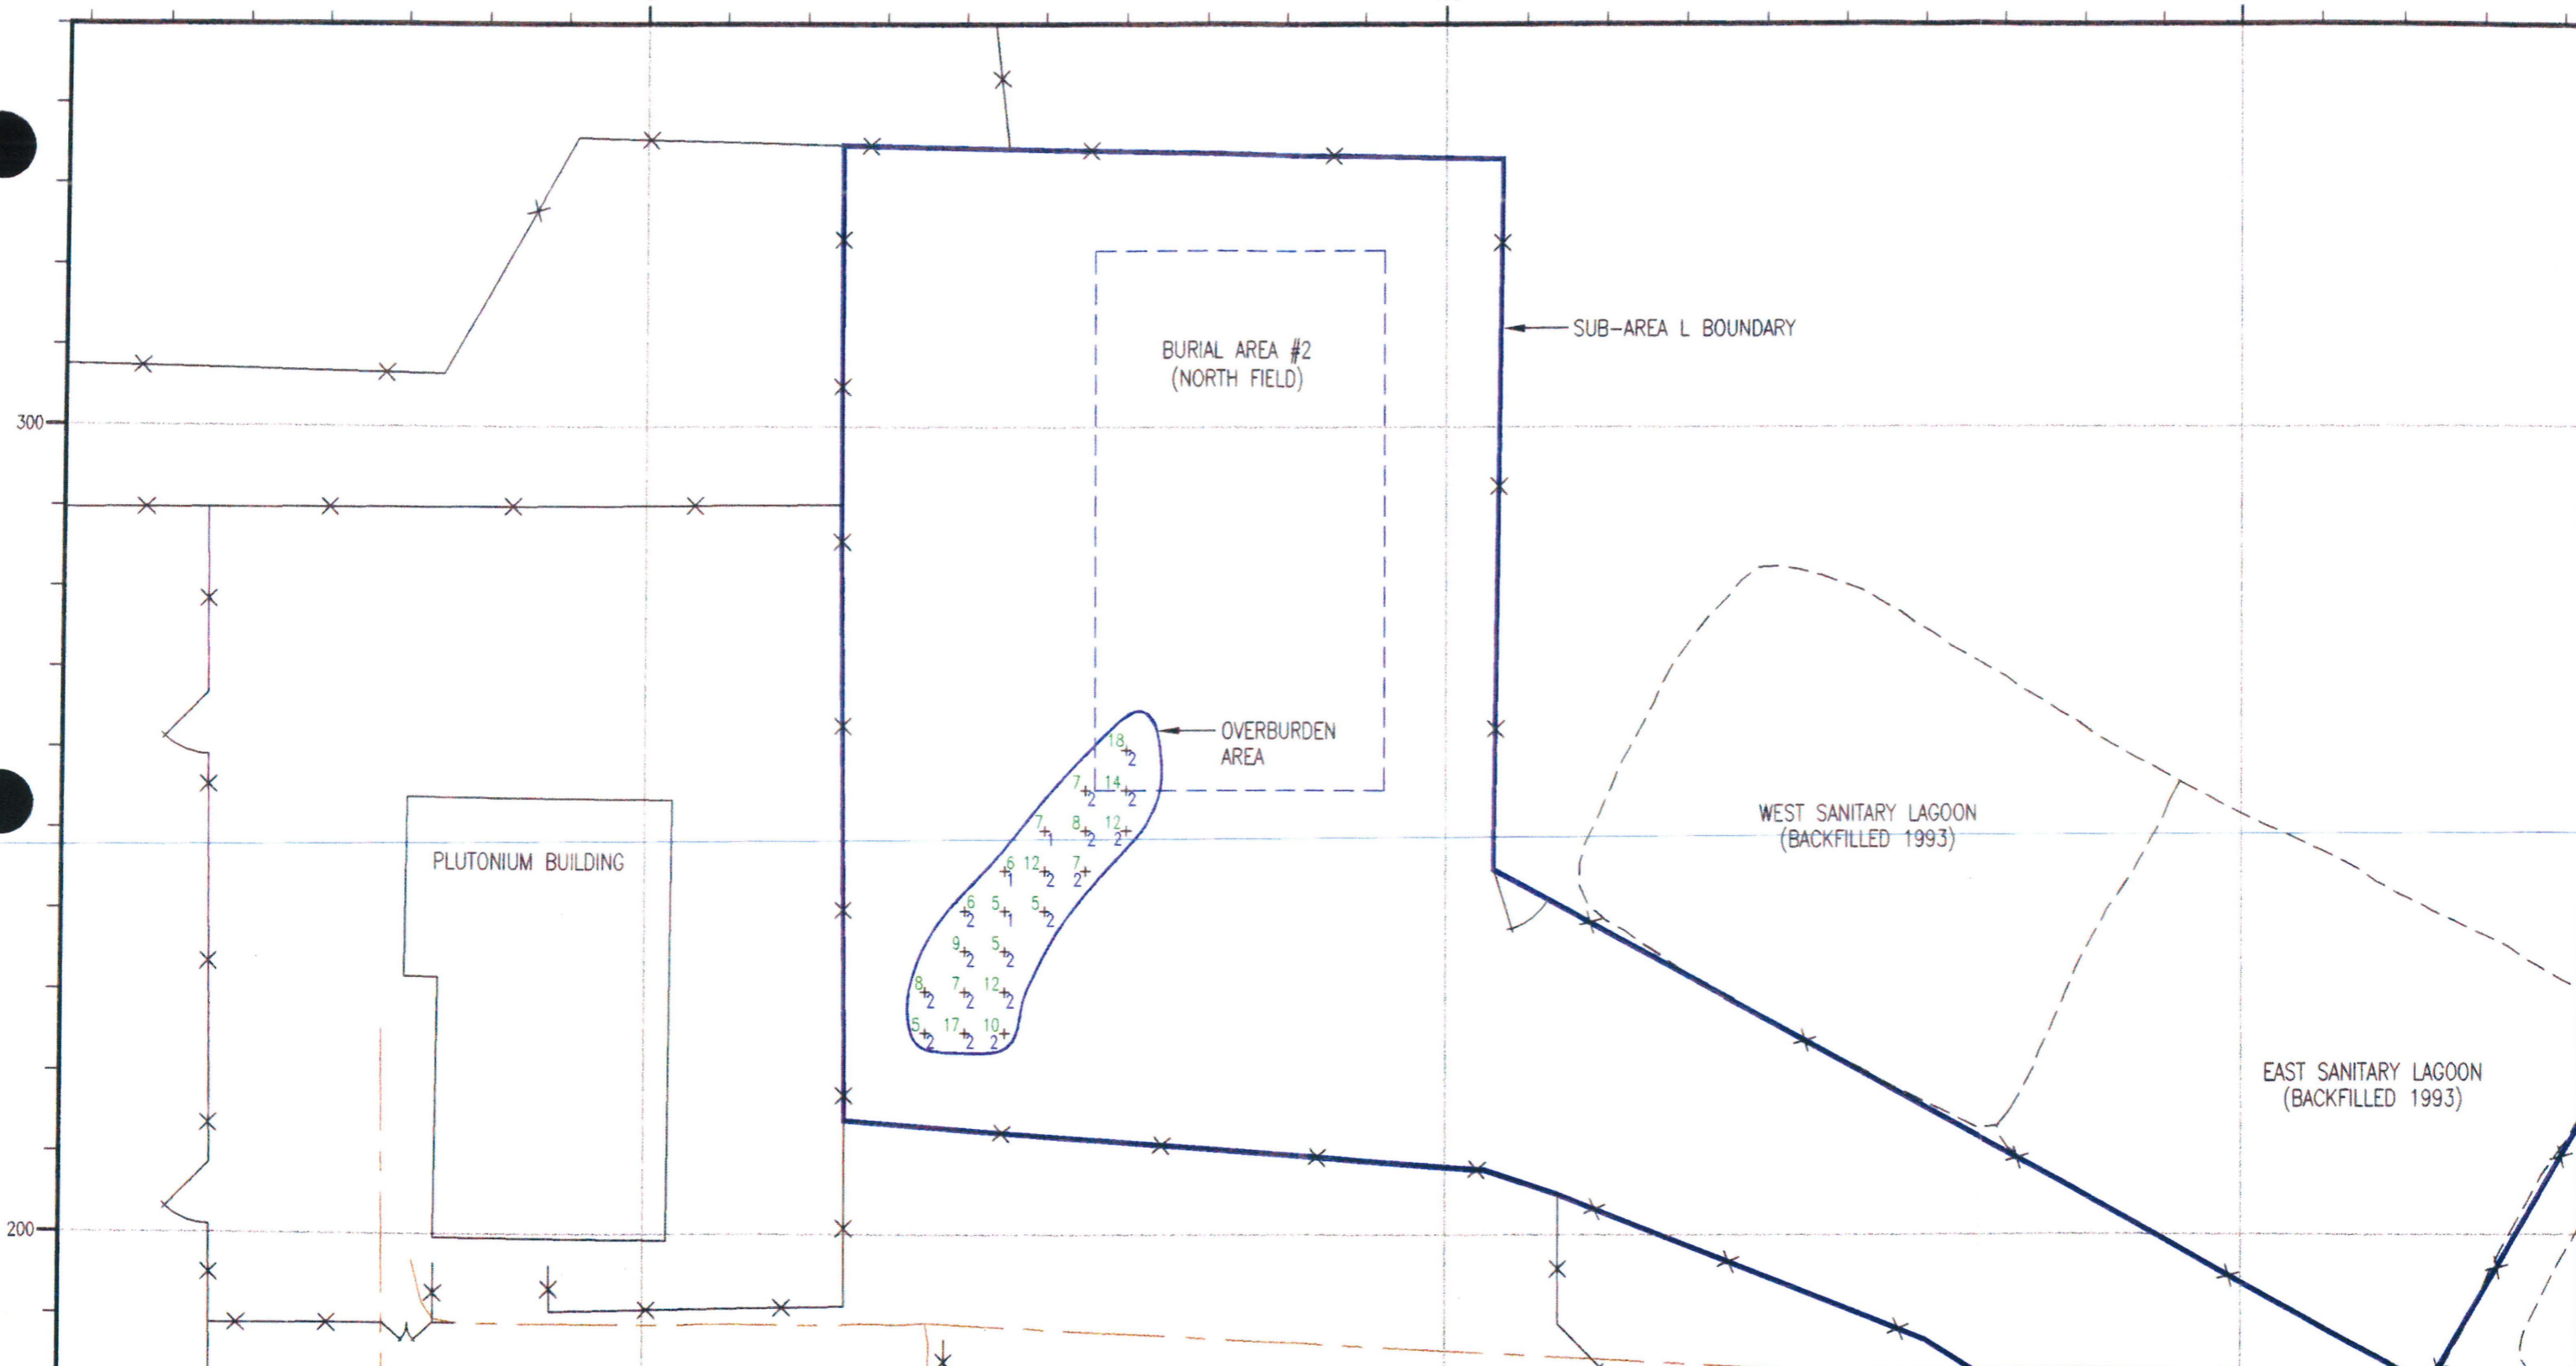 SUB-AREA L BOUNDARY
BURIAL AREA #2
(NORTH FIELD)
300
OVERBURDEN
AREA
18
2
7 14
2 2
7 8 12
1 2 2
6 12 7
1 2 2
6 5 5
2 1 2
9 5
2 2
8 7 12
2 2 2
5 17 10
2 2 2
WEST SANITARY LAGOON
(BACKFILLED 1993)
PLUTONIUM BUILDING
EAST SANITARY LAGOON
(BACKFILLED 1993)
200